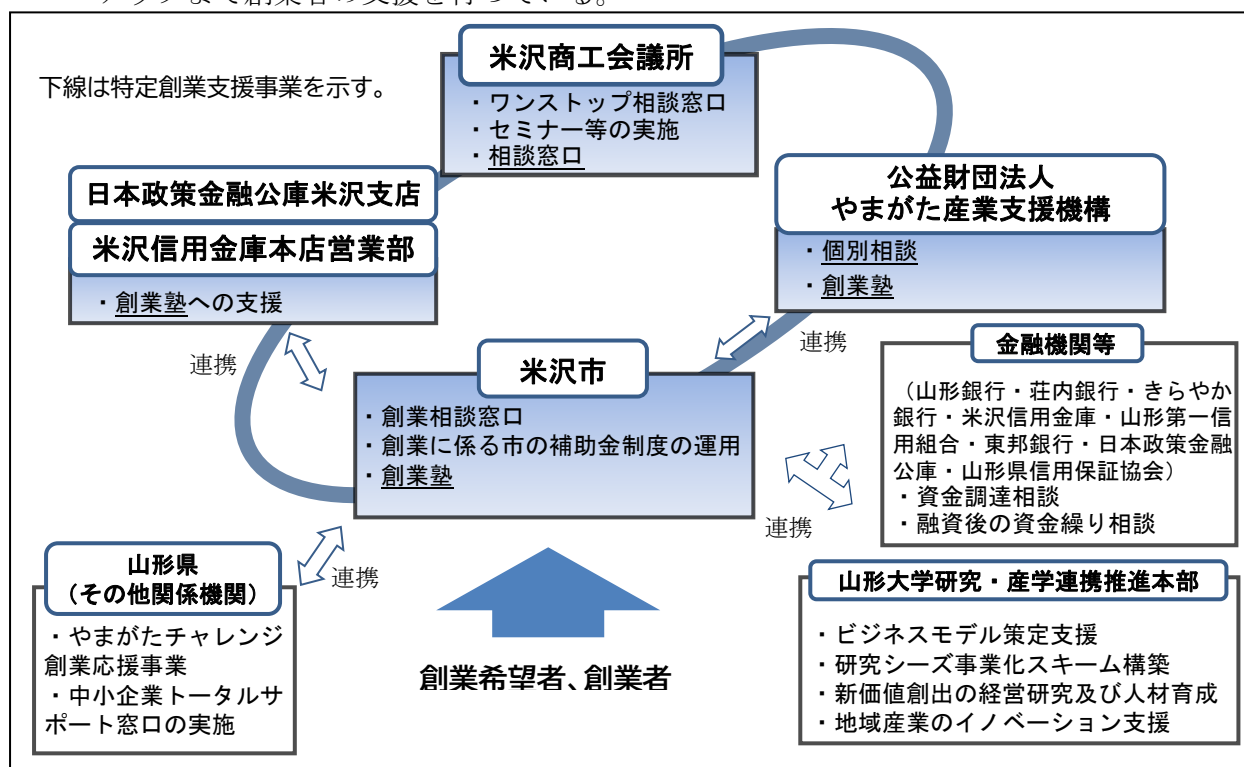 下線は特定創業支援事業を示す。
米沢商工会議所
・ワンストップ相談窓口
・セミナー等の実施
・相談窓口
日本政策金融公庫米沢支店
米沢信用金庫本店営業部
・創業塾への支援
公益財団法人
やまがた産業支援機構
・個別相談
・創業塾
連携
連携
米沢市
・創業相談窓口
・創業に係る市の補助金制度の運用
・創業塾
金融機関等
（山形銀行・荘内銀行・きらやか
銀行・米沢信用金庫・山形第一信
用組合・東邦銀行・日本政策金融
公庫・山形県信用保証協会）
・資金調達相談
・融資後の資金繰り相談
連携
連携
山形県
（その他関係機関）
・やまがたチャレンジ
創業応援事業
・中小企業トータルサ
ポート窓口の実施
創業希望者、創業者
山形大学研究・産学連携推進本部
・ビジネスモデル策定支援
・研究シーズ事業化スキーム構築
・新価値創出の経営研究及び人材育成
・地域産業のイノベーション支援